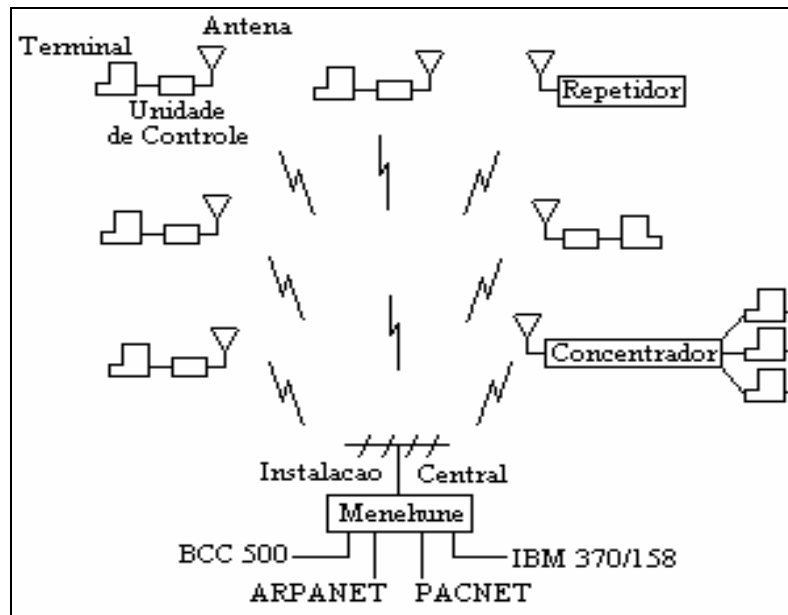 Antena
Terminal
Unidade
de Controle
Repetidor
Concentrador
Instalacao Central
Menehune
BCC 500
IBM 370/158
ARPANET
PACNET